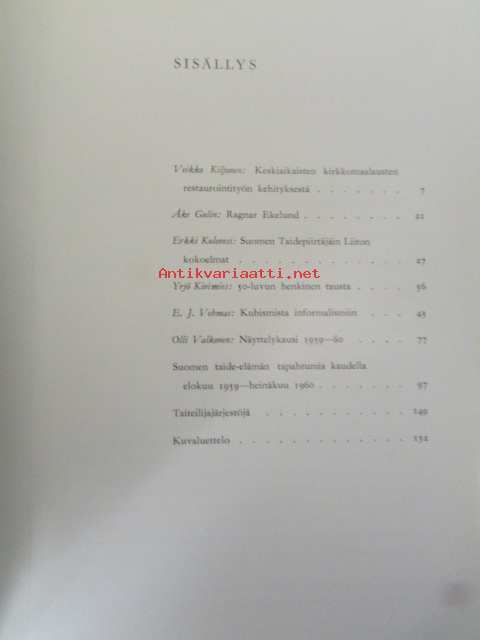 SISÄLLYS
Veikko Kiljunen: Keskiaikaisten kirkkomaalausten
restaurointityön kehityksestä . . . . . . . 7
Åke Gulin: Ragnar Ekelund . . . . . . . . 21
Erkki Kulovesi: Suomen Taidepiirtäjäin Liiton
kokoelmat . . . . . . . . . . . . 27
Antikvariaatti.net
Yrjö Kivimies: 50-luvun henkinen tausta . . . . 36
E. J. Vehmas: Kubismista informalismiin . . . . 43
Olli Valkonen: Näyttelykausi 1959—60 . . . . . 77
Suomen taide-elämän tapahtumia kaudella
elokuu 1959—heinäkuu 1960 . . . . . . . 97
Taiteilijajärjestöjä . . . . . . . . . . . 149
Kuvaluettelo . . . . . . . . . . . . . 152